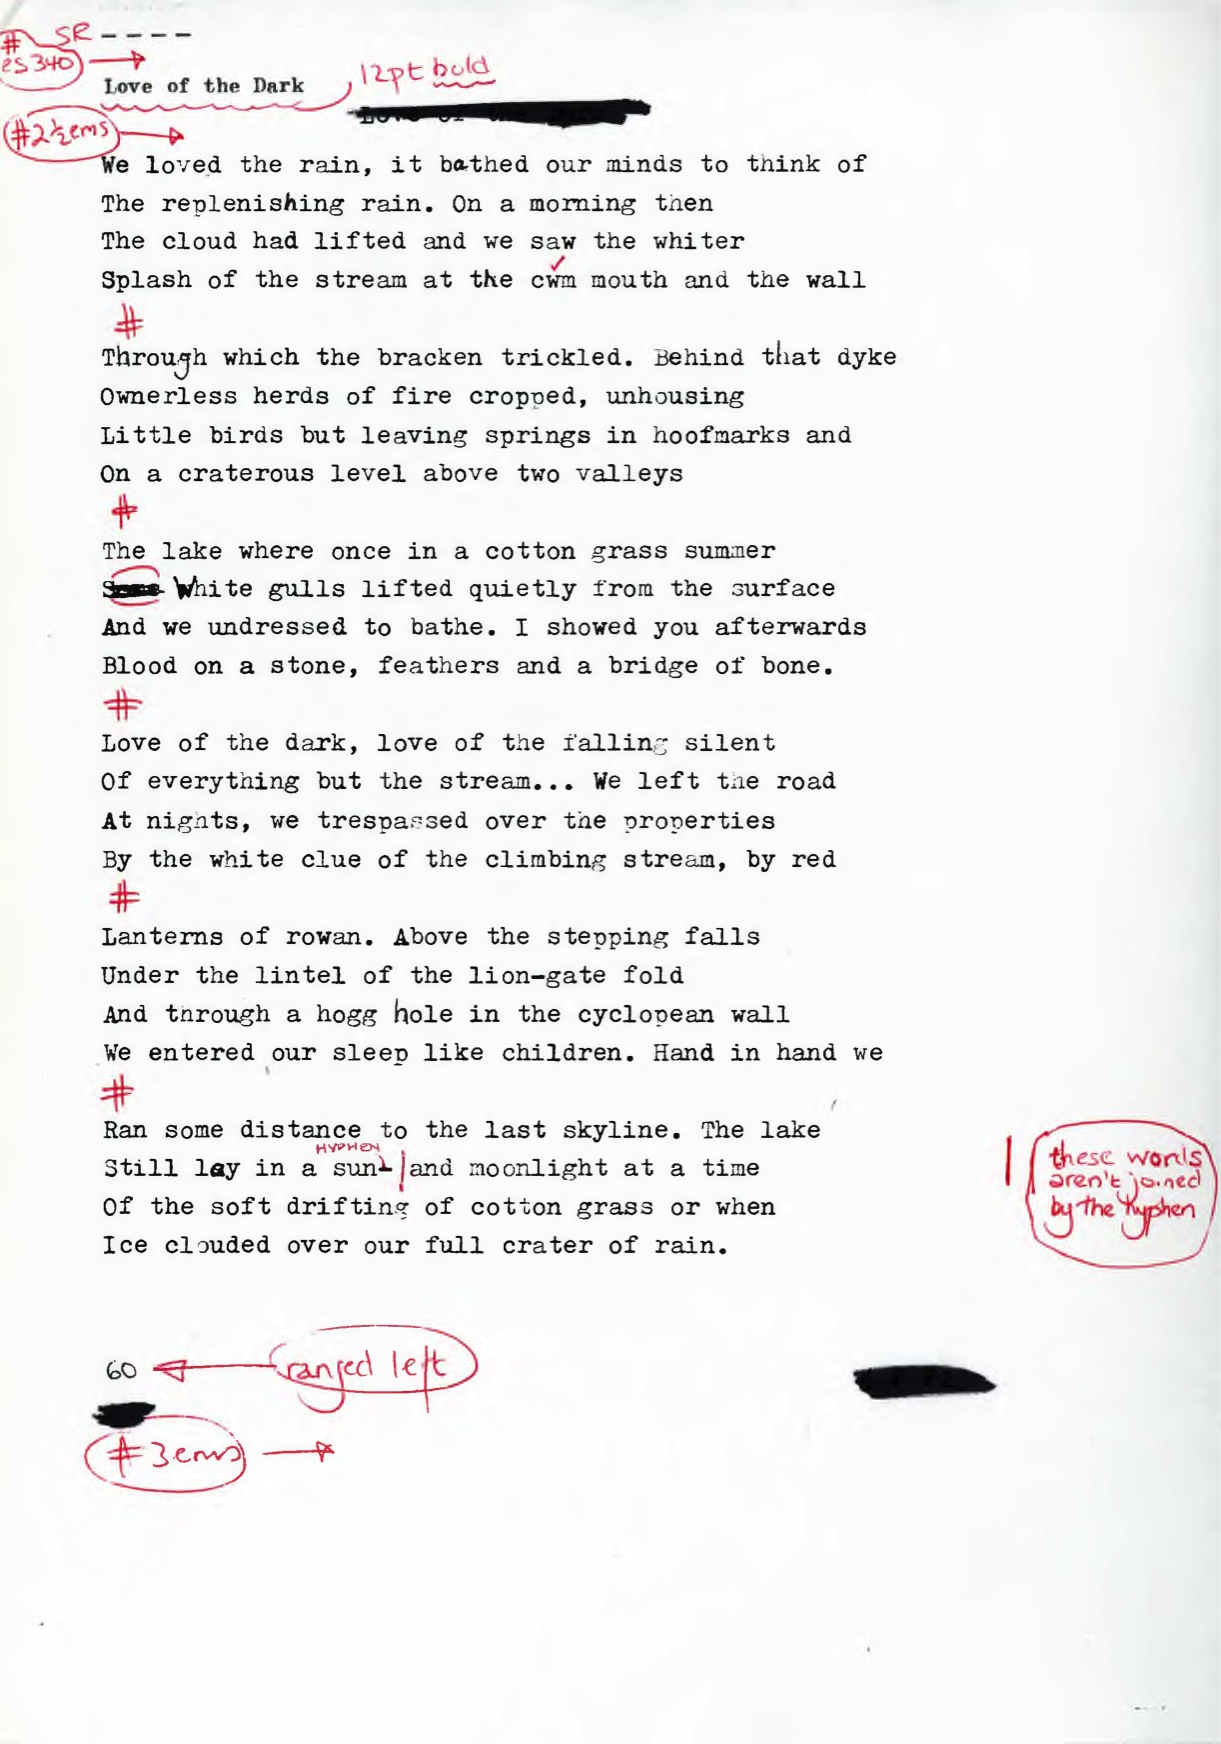 # SR ----
es 340
Love of the Dark 12pt bold
#2½ems
We loved the rain, it bathed our minds to think of
The replenishing rain. On a morning then
The cloud had lifted and we saw the whiter
Splash of the stream at the cwm mouth and the wall
#
Through which the bracken trickled. Behind that dyke
Ownerless herds of fire cropped, unhousing
Little birds but leaving springs in hoofmarks and
On a craterous level above two valleys
#
The lake where once in a cotton grass summer
White gulls lifted quietly from the surface
And we undressed to bathe. I showed you afterwards
Blood on a stone, feathers and a bridge of bone.
#
Love of the dark, love of the falling silent
Of everything but the stream... We left the road
At nights, we trespassed over the properties
By the white clue of the climbing stream, by red
#
Lanterns of rowan. Above the stepping falls
Under the lintel of the lion-gate fold
And through a hogg hole in the cyclopean wall
We entered our sleep like children. Hand in hand we
#
Ran some distance to the last skyline. The lake
HYPHEN
Still lay in a sun- and moonlight at a time
these words
aren't joined
by the hyphen
Of the soft drifting of cotton grass or when
Ice clouded over our full crater of rain.
60 ranged left
# 3 ems